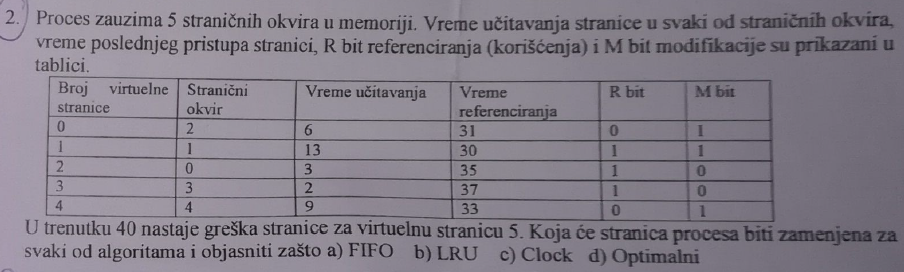 2. Proces zauzima 5 straničnih okvira u memoriji. Vreme učitavanja stranice u svaki od straničnih okvira,
vreme poslednjeg pristupa stranici, R bit referenciranja (korišćenja) i M bit modifikacije su prikazani u
tablici.
Broj virtuelne stranice Stranični okvir Vreme učitavanja Vreme referenciranja R bit M bit
0 2 6 31 0 1
1 1 13 30 1 1
2 0 3 35 1 0
3 3 2 37 1 0
4 4 9 33 0 1
U trenutku 40 nastaje greška stranice za virtuelnu stranicu 5. Koja će stranica procesa biti zamenjena za
svaki od algoritama i objasniti zašto a) FIFO b) LRU c) Clock d) Optimalni